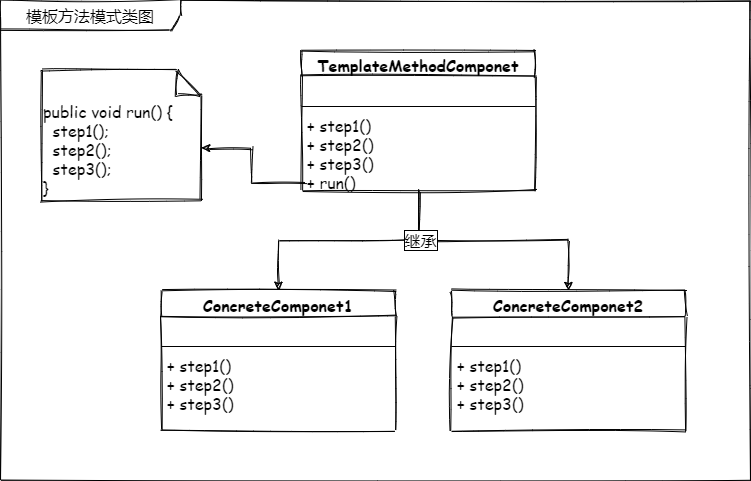 模板方法模式类图
TemplateMethodComponet
public void run() {
step1();
step2();
step3();
}
+ step1()
+ step2()
+ step3()
+ run()
继承
ConcreteComponet1
+ step1()
+ step2()
+ step3()
ConcreteComponet2
+ step1()
+ step2()
+ step3()